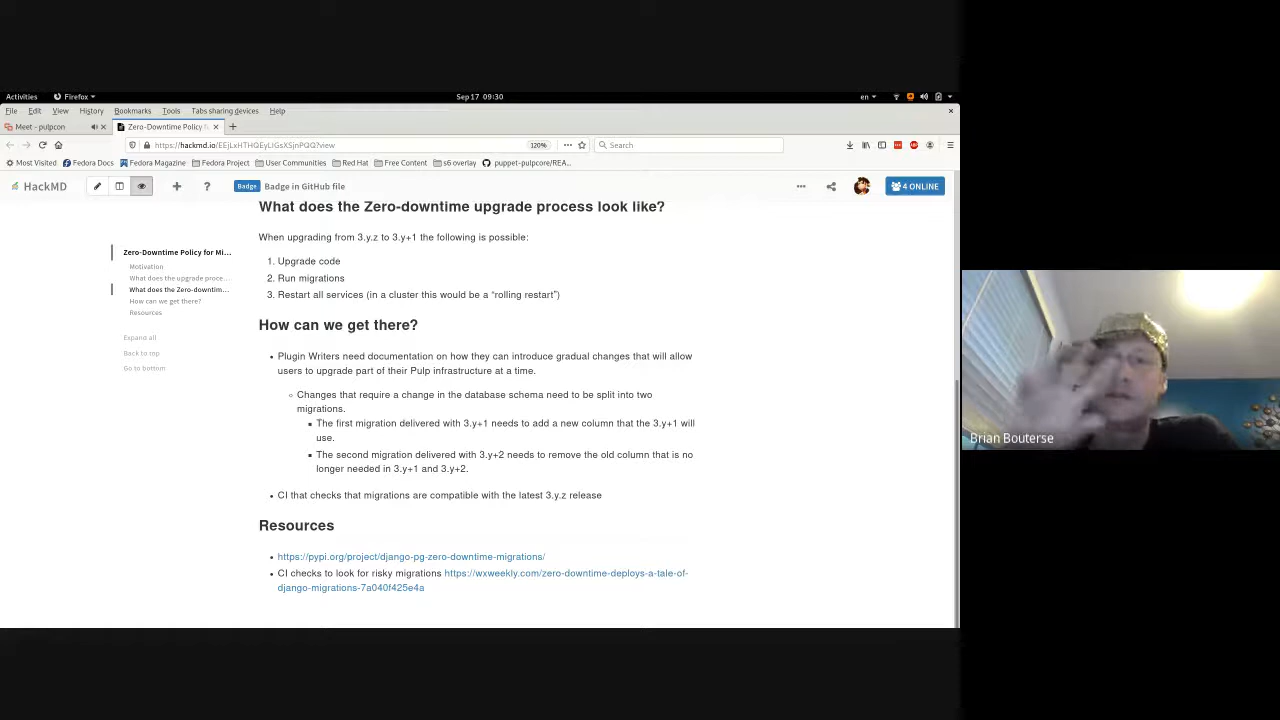 Activities Firefox Sep 17 09:30 en
File Edit View History Bookmarks Tools Tabs sharing devices Help
Meet - pulpcon Zero-Downtime Policy f
https://hackmd.io/EEjLxHTHQEyLIGsXSjnPQQ?view 120% Search
Most Visited Fedora Docs Fedora Magazine Fedora Project User Communities Red Hat Free Content s6 overlay puppet-pulpcore/REA...
HackMD Badge Badge in GitHub file 4 ONLINE
What does the Zero-downtime upgrade process look like?
When upgrading from 3.y.z to 3.y+1 the following is possible:
1. Upgrade code
2. Run migrations
3. Restart all services (in a cluster this would be a “rolling restart”)
Zero-Downtime Policy for Mi...
Motivation
What does the upgrade proce...
What does the Zero-downtim...
How can we get there?
Resources
Expand all
Back to top
Go to bottom
How can we get there?
• Plugin Writers need documentation on how they can introduce gradual changes that will allow
users to upgrade part of their Pulp infrastructure at a time.
Changes that require a change in the database schema need to be split into two
migrations.
The first migration delivered with 3.y+1 needs to add a new column that the 3.y+1 will
use.
The second migration delivered with 3.y+2 needs to remove the old column that is no
longer needed in 3.y+1 and 3.y+2.
• CI that checks that migrations are compatible with the latest 3.y.z release
Resources
• https://pypi.org/project/django-pg-zero-downtime-migrations/
• CI checks to look for risky migrations https://wxweekly.com/zero-downtime-deploys-a-tale-of-
django-migrations-7a040f425e4a
Brian Bouterse